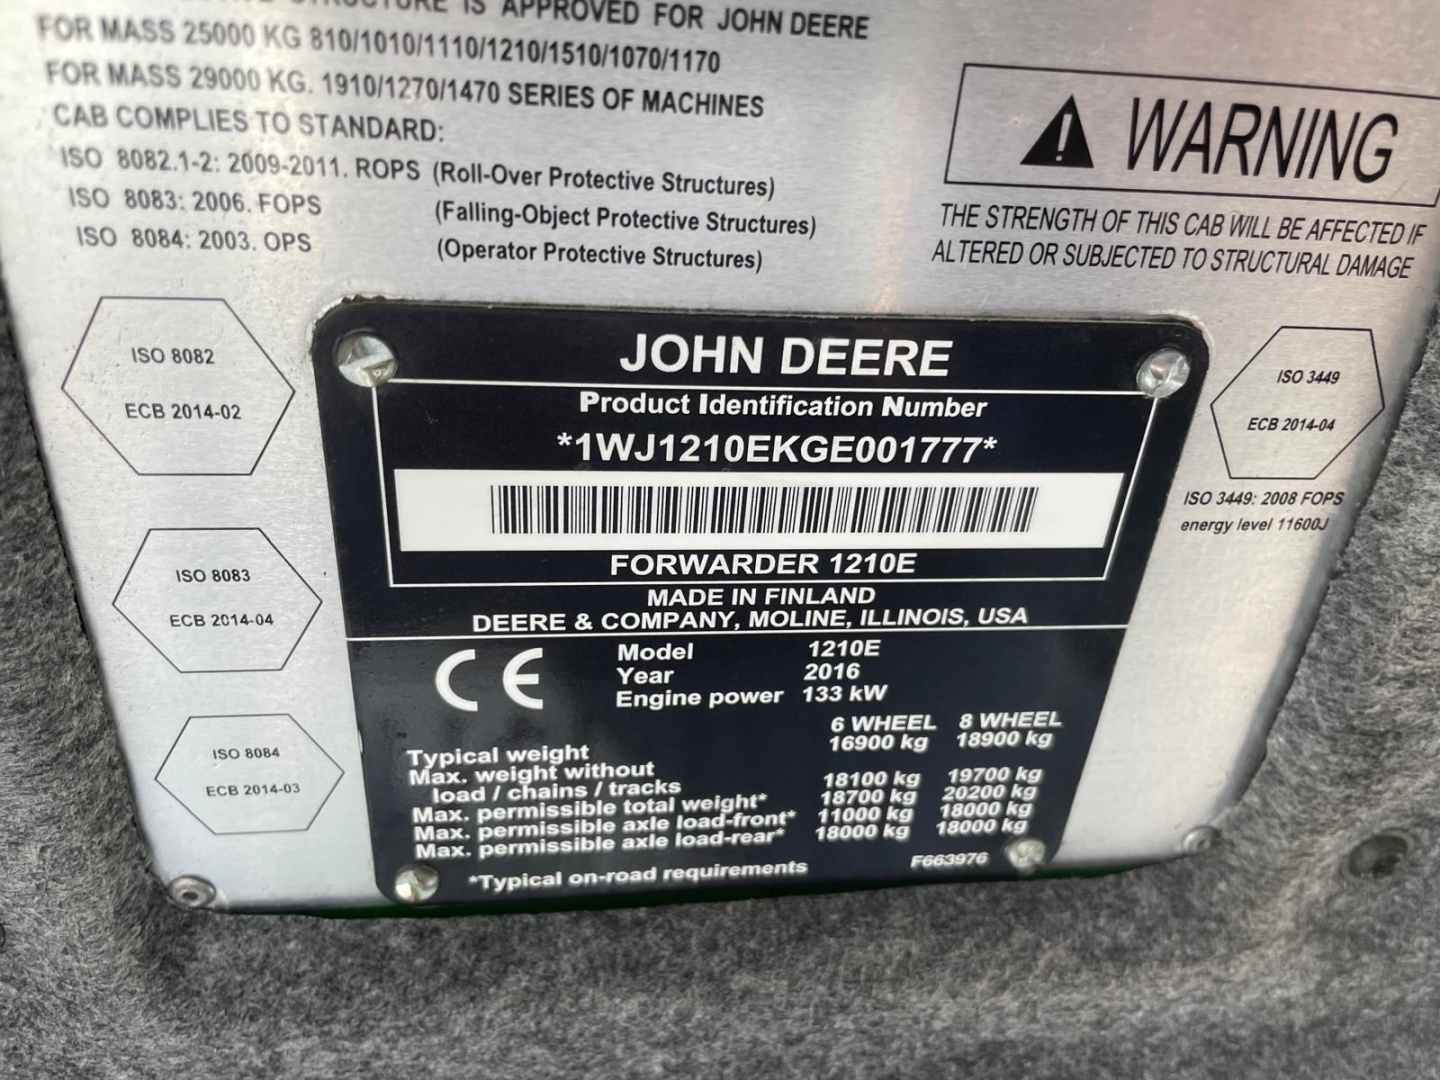 STRUCTURE IS APPROVED FOR JOHN DEERE
FOR MASS 25000 KG 810/1010/1110/1210/1510/1070/1170
FOR MASS 29000 KG. 1910/1270/1470 SERIES OF MACHINES
CAB COMPLIES TO STANDARD:
ISO 8082.1-2: 2009-2011. ROPS (Roll-Over Protective Structures)
ISO 8083: 2006. FOPS (Falling-Object Protective Structures)
ISO 8084: 2003. OPS (Operator Protective Structures)
WARNING
THE STRENGTH OF THIS CAB WILL BE AFFECTED IF
ALTERED OR SUBJECTED TO STRUCTURAL DAMAGE
ISO 8082
ECB 2014-02
ISO 8083
ECB 2014-04
ISO 8084
ECB 2014-03
JOHN DEERE
Product Identification Number
*1WJ1210EKGE001777*
FORWARDER 1210E
MADE IN FINLAND
DEERE & COMPANY, MOLINE, ILLINOIS, USA
CE
Model 1210E
Year 2016
Engine power 133 kW
6 WHEEL 8 WHEEL
Typical weight 16900 kg 18900 kg
Max. weight without
load / chains / tracks 18100 kg 19700 kg
Max. permissible total weight* 18700 kg 20200 kg
Max. permissible axle load-front* 11000 kg 18000 kg
Max. permissible axle load-rear* 18000 kg 18000 kg
*Typical on-road requirements F663976
ISO 3449
ECB 2014-04
ISO 3449: 2008 FOPS
energy level 11600J